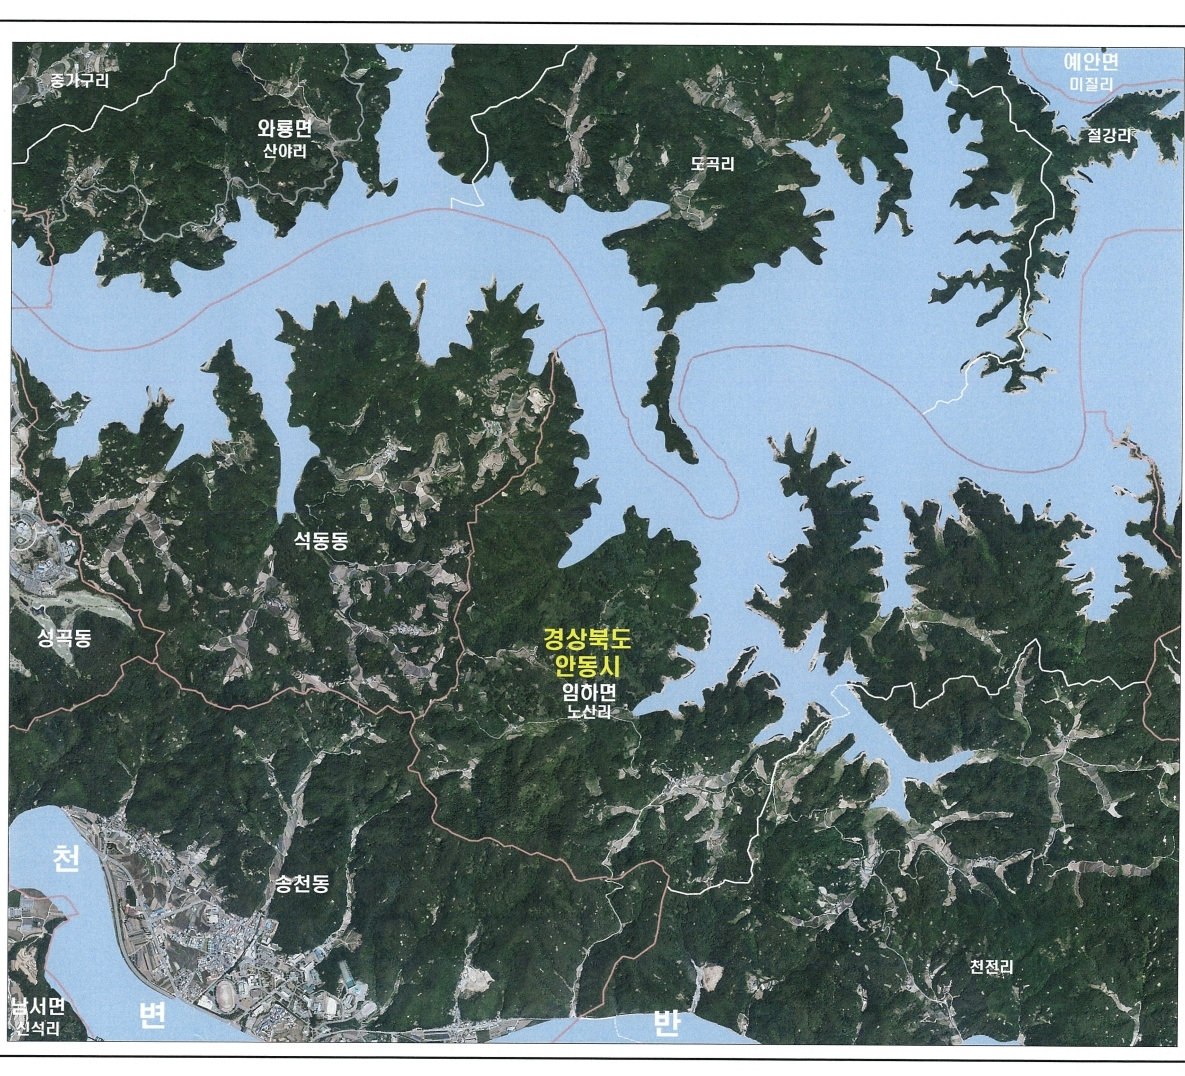 중가구리
와룡면
산야리
도곡리
예안면
미질리
절강리
석동동
성곡동
경상북도
안동시
임하면
노산리
천
송천동
남서면
신석리
변
반
천전리